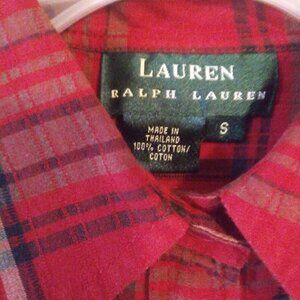 LAUREN
RALPH LAUREN
MADE IN
THAILAND
100% COTTON/
COTON
S